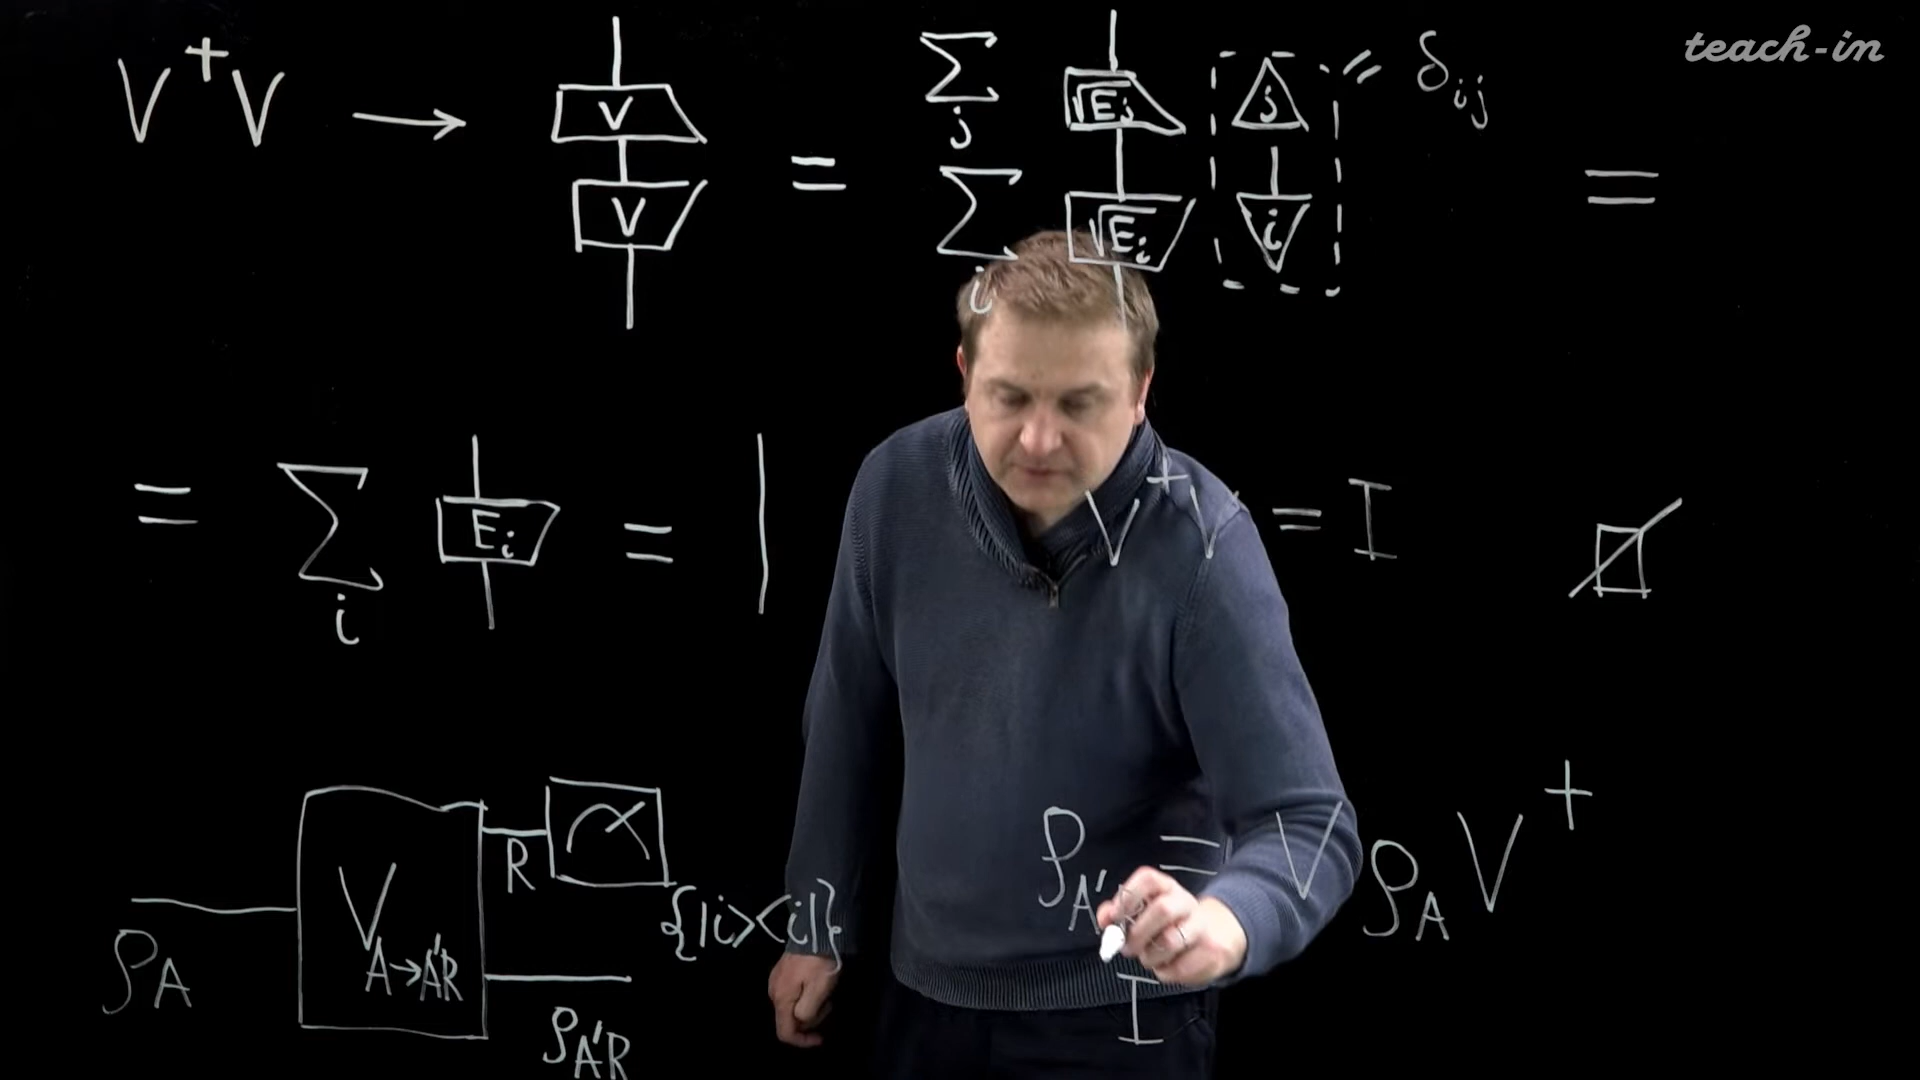 teach-in
V⁺V → V V = Σ_j √E_j j Σ_i √E_i i = δ_ij =
= Σ_i E_i = | V⁺V = I
ρ_A V_{A→A'R} R {|i><i|} ρ_{A'R}
ρ_{A'R} = V ρ_A V⁺
I